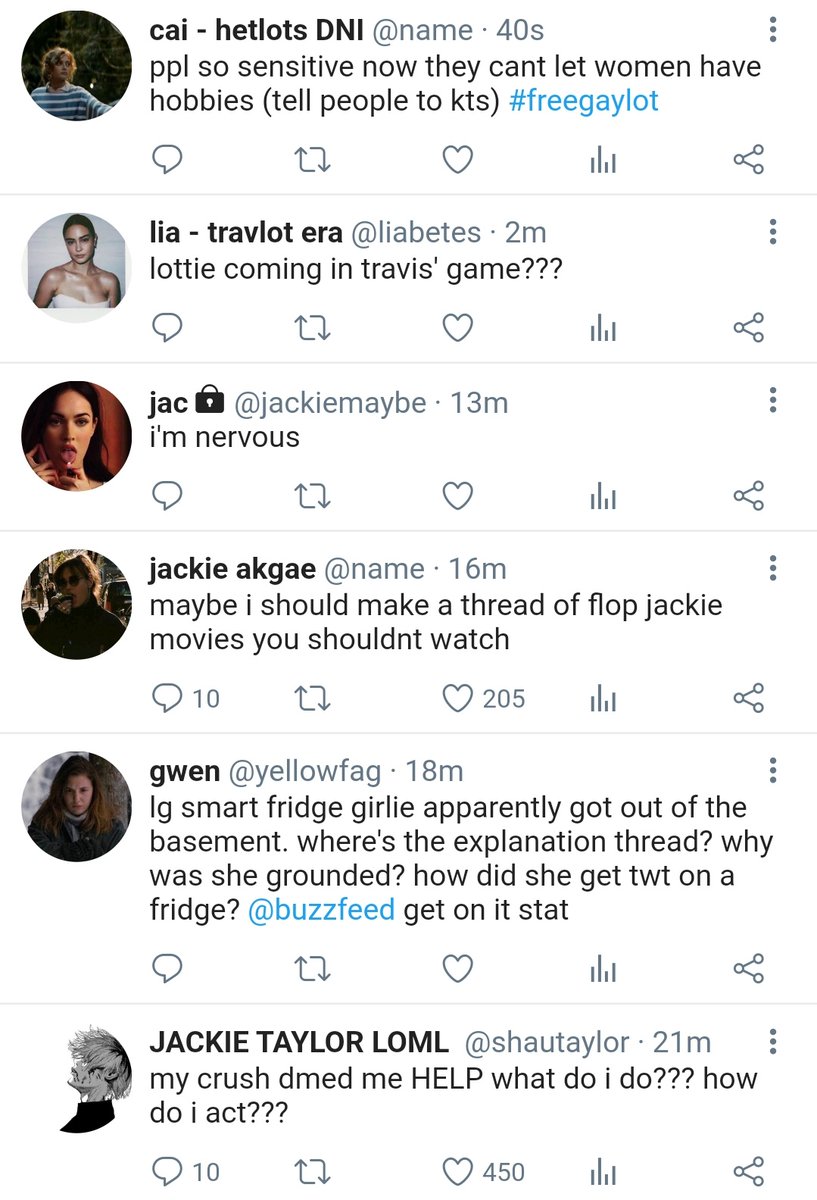 cai - hetlots DNI @name · 40s
ppl so sensitive now they cant let women have
hobbies (tell people to kts) #freegaylot
lia - travlot era @liabetes · 2m
lottie coming in travis' game???
jac @jackiemaybe · 13m
i'm nervous
jackie akgae @name · 16m
maybe i should make a thread of flop jackie
movies you shouldnt watch
10 205
gwen @yellowfag · 18m
lg smart fridge girlie apparently got out of the
basement. where's the explanation thread? why
was she grounded? how did she get twt on a
fridge? @buzzfeed get on it stat
JACKIE TAYLOR LOML @shautaylor · 21m
my crush dmed me HELP what do i do??? how
do i act???
10 450